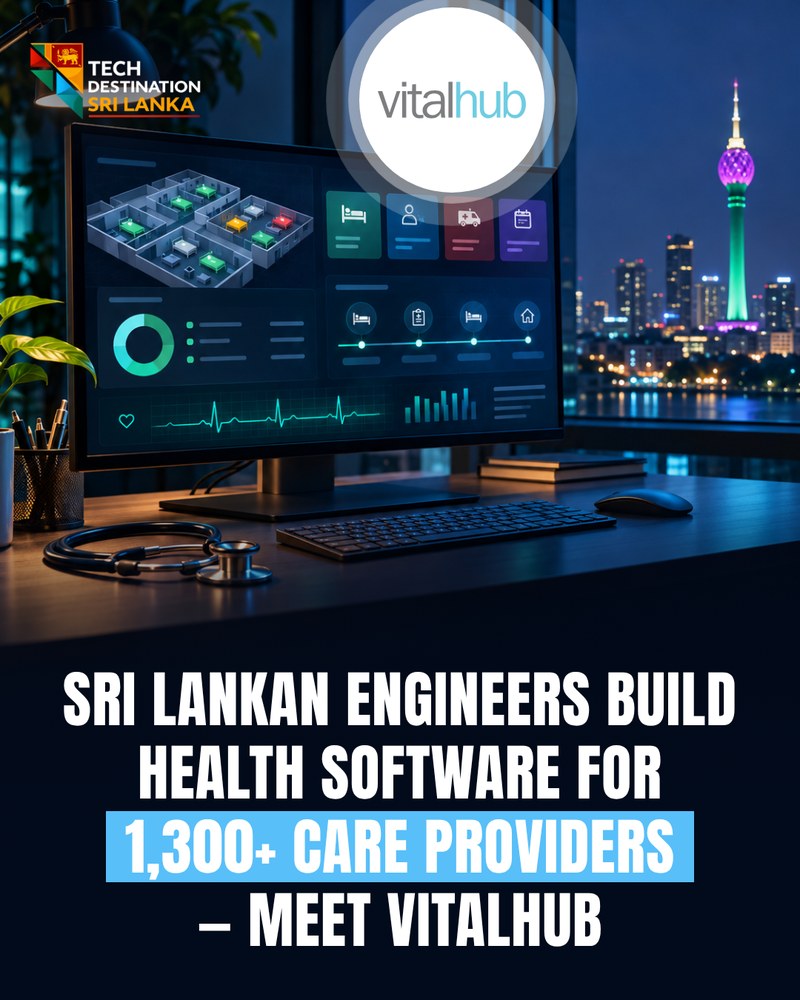 TECH
DESTINATION
SRI LANKA
vitalhub
SRI LANKAN ENGINEERS BUILD
HEALTH SOFTWARE FOR
1,300+ CARE PROVIDERS
– MEET VITALHUB